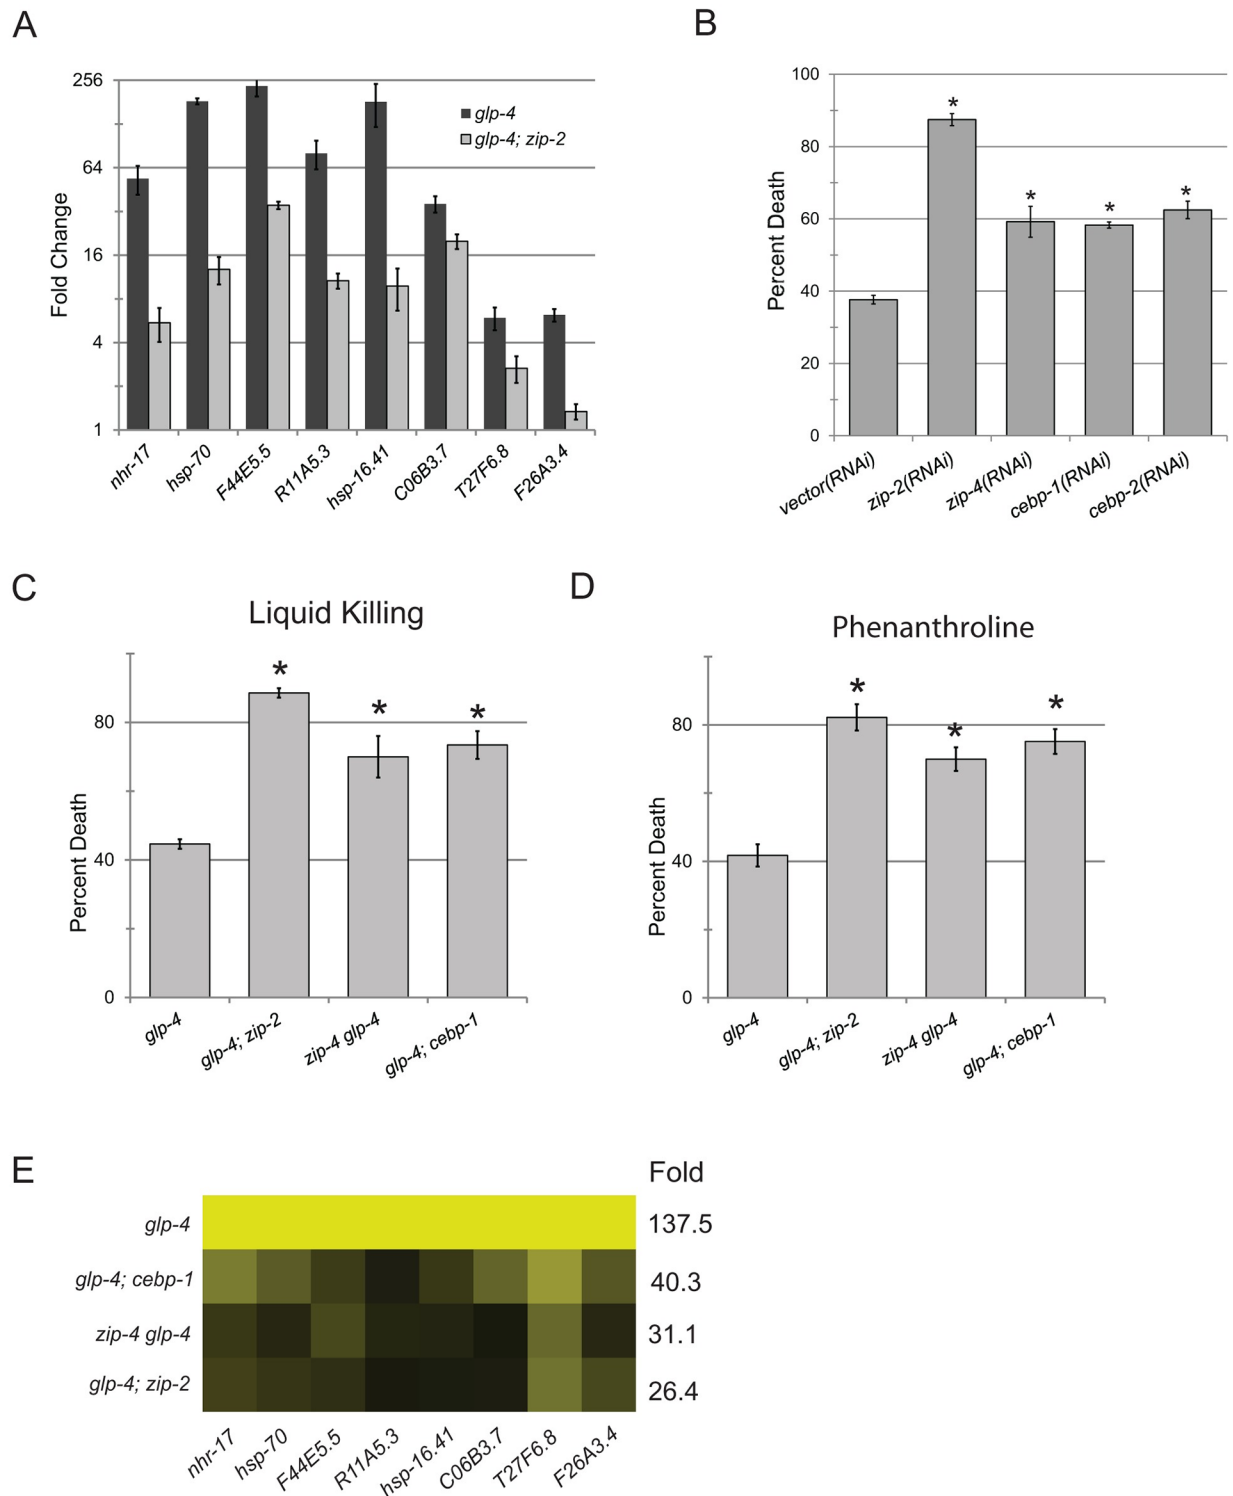 A
Fold Change
256
64
16
4
1
glp-4
glp-4; zip-2
nhr-17
hsp-70
F44E5.5
R11A5.3
hsp-16.41
C06B3.7
T27F6.8
F26A3.4
B
Percent Death
100
80
60
40
20
0
*
*
*
*
vector(RNAi)
zip-2(RNAi)
zip-4(RNAi)
cebp-1(RNAi)
cebp-2(RNAi)
C
Liquid Killing
Percent Death
80
40
0
*
*
*
glp-4
glp-4; zip-2
zip-4 glp-4
glp-4; cebp-1
D
Phenanthroline
Percent Death
80
40
0
*
*
*
glp-4
glp-4; zip-2
zip-4 glp-4
glp-4; cebp-1
E
Fold
glp-4 137.5
glp-4; cebp-1 40.3
zip-4 glp-4 31.1
glp-4; zip-2 26.4
nhr-17
hsp-70
F44E5.5
R11A5.3
hsp-16.41
C06B3.7
T27F6.8
F26A3.4